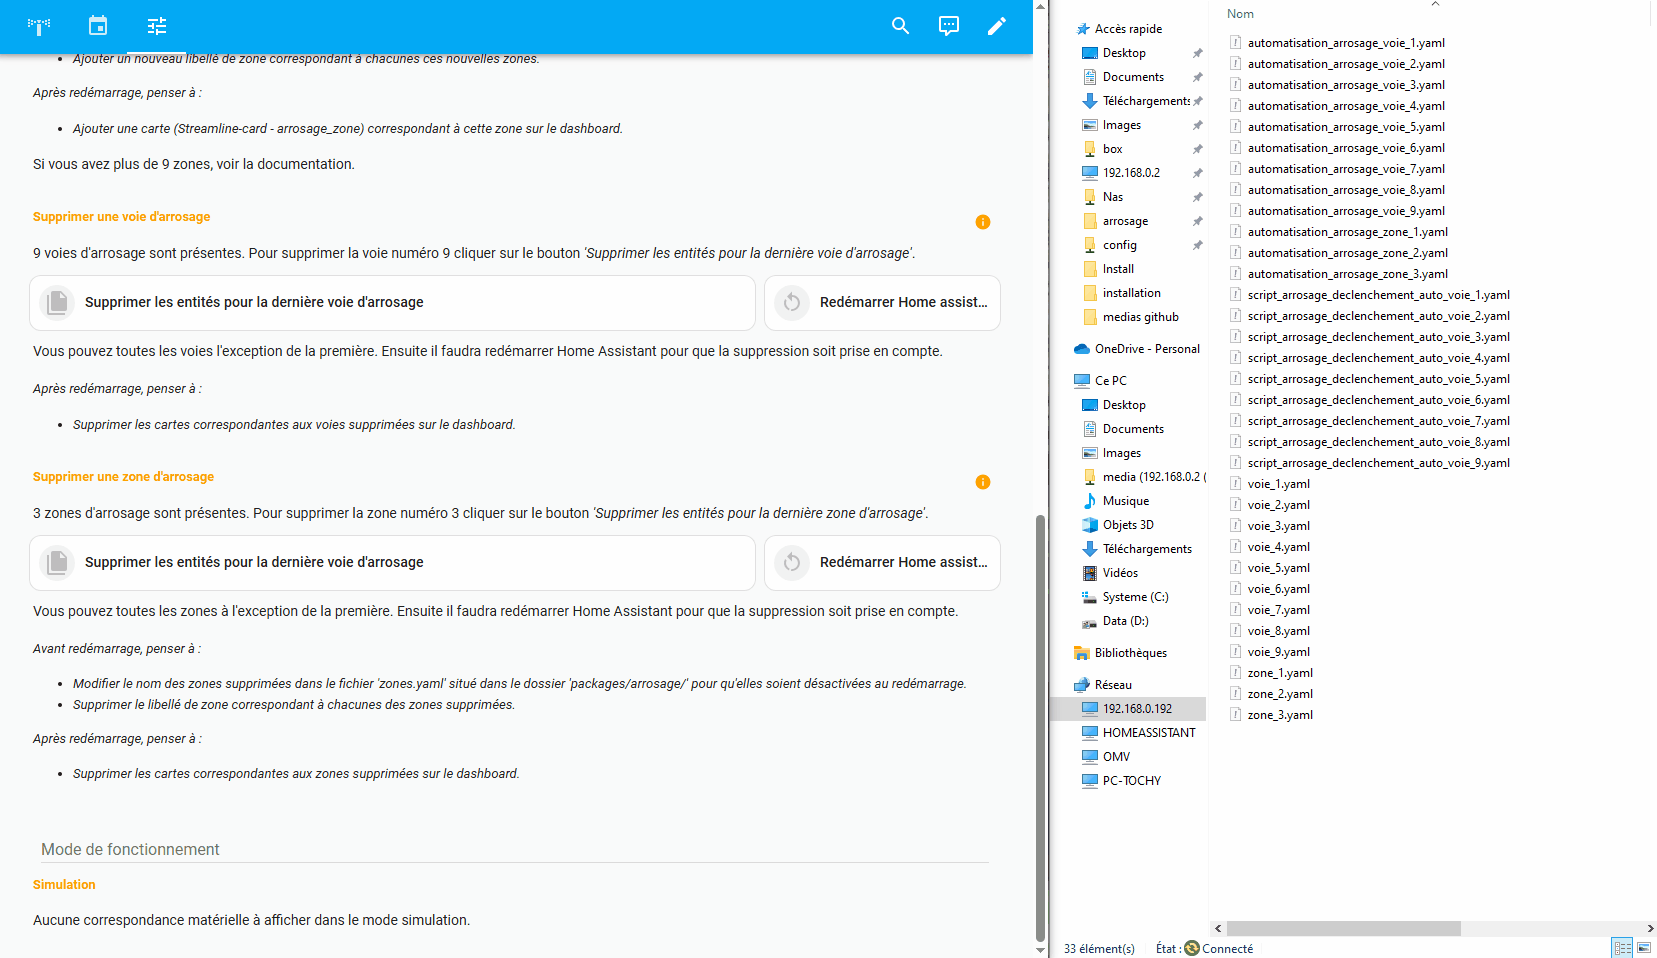 Ajouter un nouveau libellé de zone correspondant à chacunes ces nouvelles zones.
Après redémarrage, penser à :
Ajouter une carte (Streamline-card - arrosage_zone) correspondant à cette zone sur le dashboard.
Si vous avez plus de 9 zones, voir la documentation.
Supprimer une voie d'arrosage
9 voies d'arrosage sont présentes. Pour supprimer la voie numéro 9 cliquer sur le bouton 'Supprimer les entités pour la dernière voie d'arrosage'.
Supprimer les entités pour la dernière voie d'arrosage
Redémarrer Home assist...
Vous pouvez toutes les voies l'exception de la première. Ensuite il faudra redémarrer Home Assistant pour que la suppression soit prise en compte.
Après redémarrage, penser à :
Supprimer les cartes correspondantes aux voies supprimées sur le dashboard.
Supprimer une zone d'arrosage
3 zones d'arrosage sont présentes. Pour supprimer la zone numéro 3 cliquer sur le bouton 'Supprimer les entités pour la dernière zone d'arrosage'.
Supprimer les entités pour la dernière voie d'arrosage
Redémarrer Home assist...
Vous pouvez toutes les zones à l'exception de la première. Ensuite il faudra redémarrer Home Assistant pour que la suppression soit prise en compte.
Avant redémarrage, penser à :
Modifier le nom des zones supprimées dans le fichier 'zones.yaml' situé dans le dossier 'packages/arrosage/' pour qu'elles soient désactivées au redémarrage.
Supprimer le libellé de zone correspondant à chacunes des zones supprimées.
Après redémarrage, penser à :
Supprimer les cartes correspondantes aux zones supprimées sur le dashboard.
Mode de fonctionnement
Simulation
Aucune correspondance matérielle à afficher dans le mode simulation.
Accès rapide
Desktop
Documents
Téléchargements
Images
box
192.168.0.2
Nas
arrosage
config
Install
installation
medias github
OneDrive - Personal
Ce PC
Desktop
Documents
Images
media (192.168.0.2 (
Musique
Objets 3D
Téléchargements
Vidéos
Systeme (C:)
Data (D:)
Bibliothèques
Réseau
192.168.0.192
HOMEASSISTANT
OMV
PC-TOCHY
Nom
automatisation_arrosage_voie_1.yaml
automatisation_arrosage_voie_2.yaml
automatisation_arrosage_voie_3.yaml
automatisation_arrosage_voie_4.yaml
automatisation_arrosage_voie_5.yaml
automatisation_arrosage_voie_6.yaml
automatisation_arrosage_voie_7.yaml
automatisation_arrosage_voie_8.yaml
automatisation_arrosage_voie_9.yaml
automatisation_arrosage_zone_1.yaml
automatisation_arrosage_zone_2.yaml
automatisation_arrosage_zone_3.yaml
script_arrosage_declenchement_auto_voie_1.yaml
script_arrosage_declenchement_auto_voie_2.yaml
script_arrosage_declenchement_auto_voie_3.yaml
script_arrosage_declenchement_auto_voie_4.yaml
script_arrosage_declenchement_auto_voie_5.yaml
script_arrosage_declenchement_auto_voie_6.yaml
script_arrosage_declenchement_auto_voie_7.yaml
script_arrosage_declenchement_auto_voie_8.yaml
script_arrosage_declenchement_auto_voie_9.yaml
voie_1.yaml
voie_2.yaml
voie_3.yaml
voie_4.yaml
voie_5.yaml
voie_6.yaml
voie_7.yaml
voie_8.yaml
voie_9.yaml
zone_1.yaml
zone_2.yaml
zone_3.yaml
33 élément(s)
État : Connecté